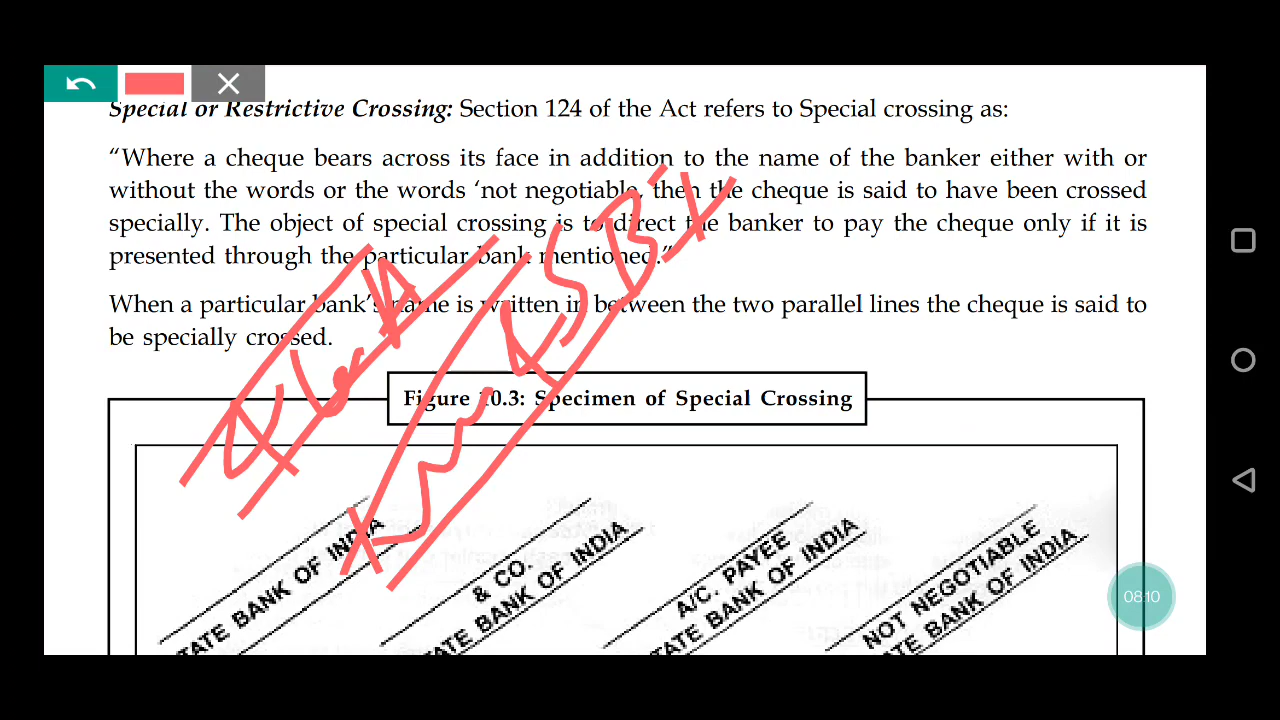 Special or Restrictive Crossing: Section 124 of the Act refers to Special crossing as:
“Where a cheque bears across its face in addition to the name of the banker either with or
without the words or the words ‘not negotiable, then the cheque is said to have been crossed
specially. The object of special crossing is to direct the banker to pay the cheque only if it is
presented through the particular bank mentioned.”
When a particular bank’s name is written in between the two parallel lines the cheque is said to
be specially crossed.
Figure 10.3: Specimen of Special Crossing
TATE BANK OF INDIA
& CO.
TATE BANK OF INDIA
A/C. PAYEE
TATE BANK OF INDIA
NOT NEGOTIABLE
ATE BANK OF INDIA
SBI
08:10